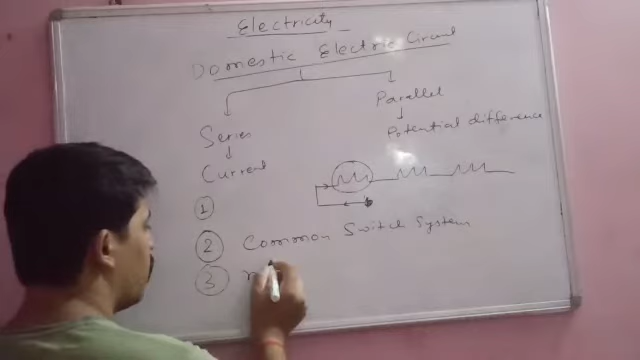 Electricity
Domestic Electric Circuit
Series
Parallel
Current
Potential difference
1
2 Common Switch System
3